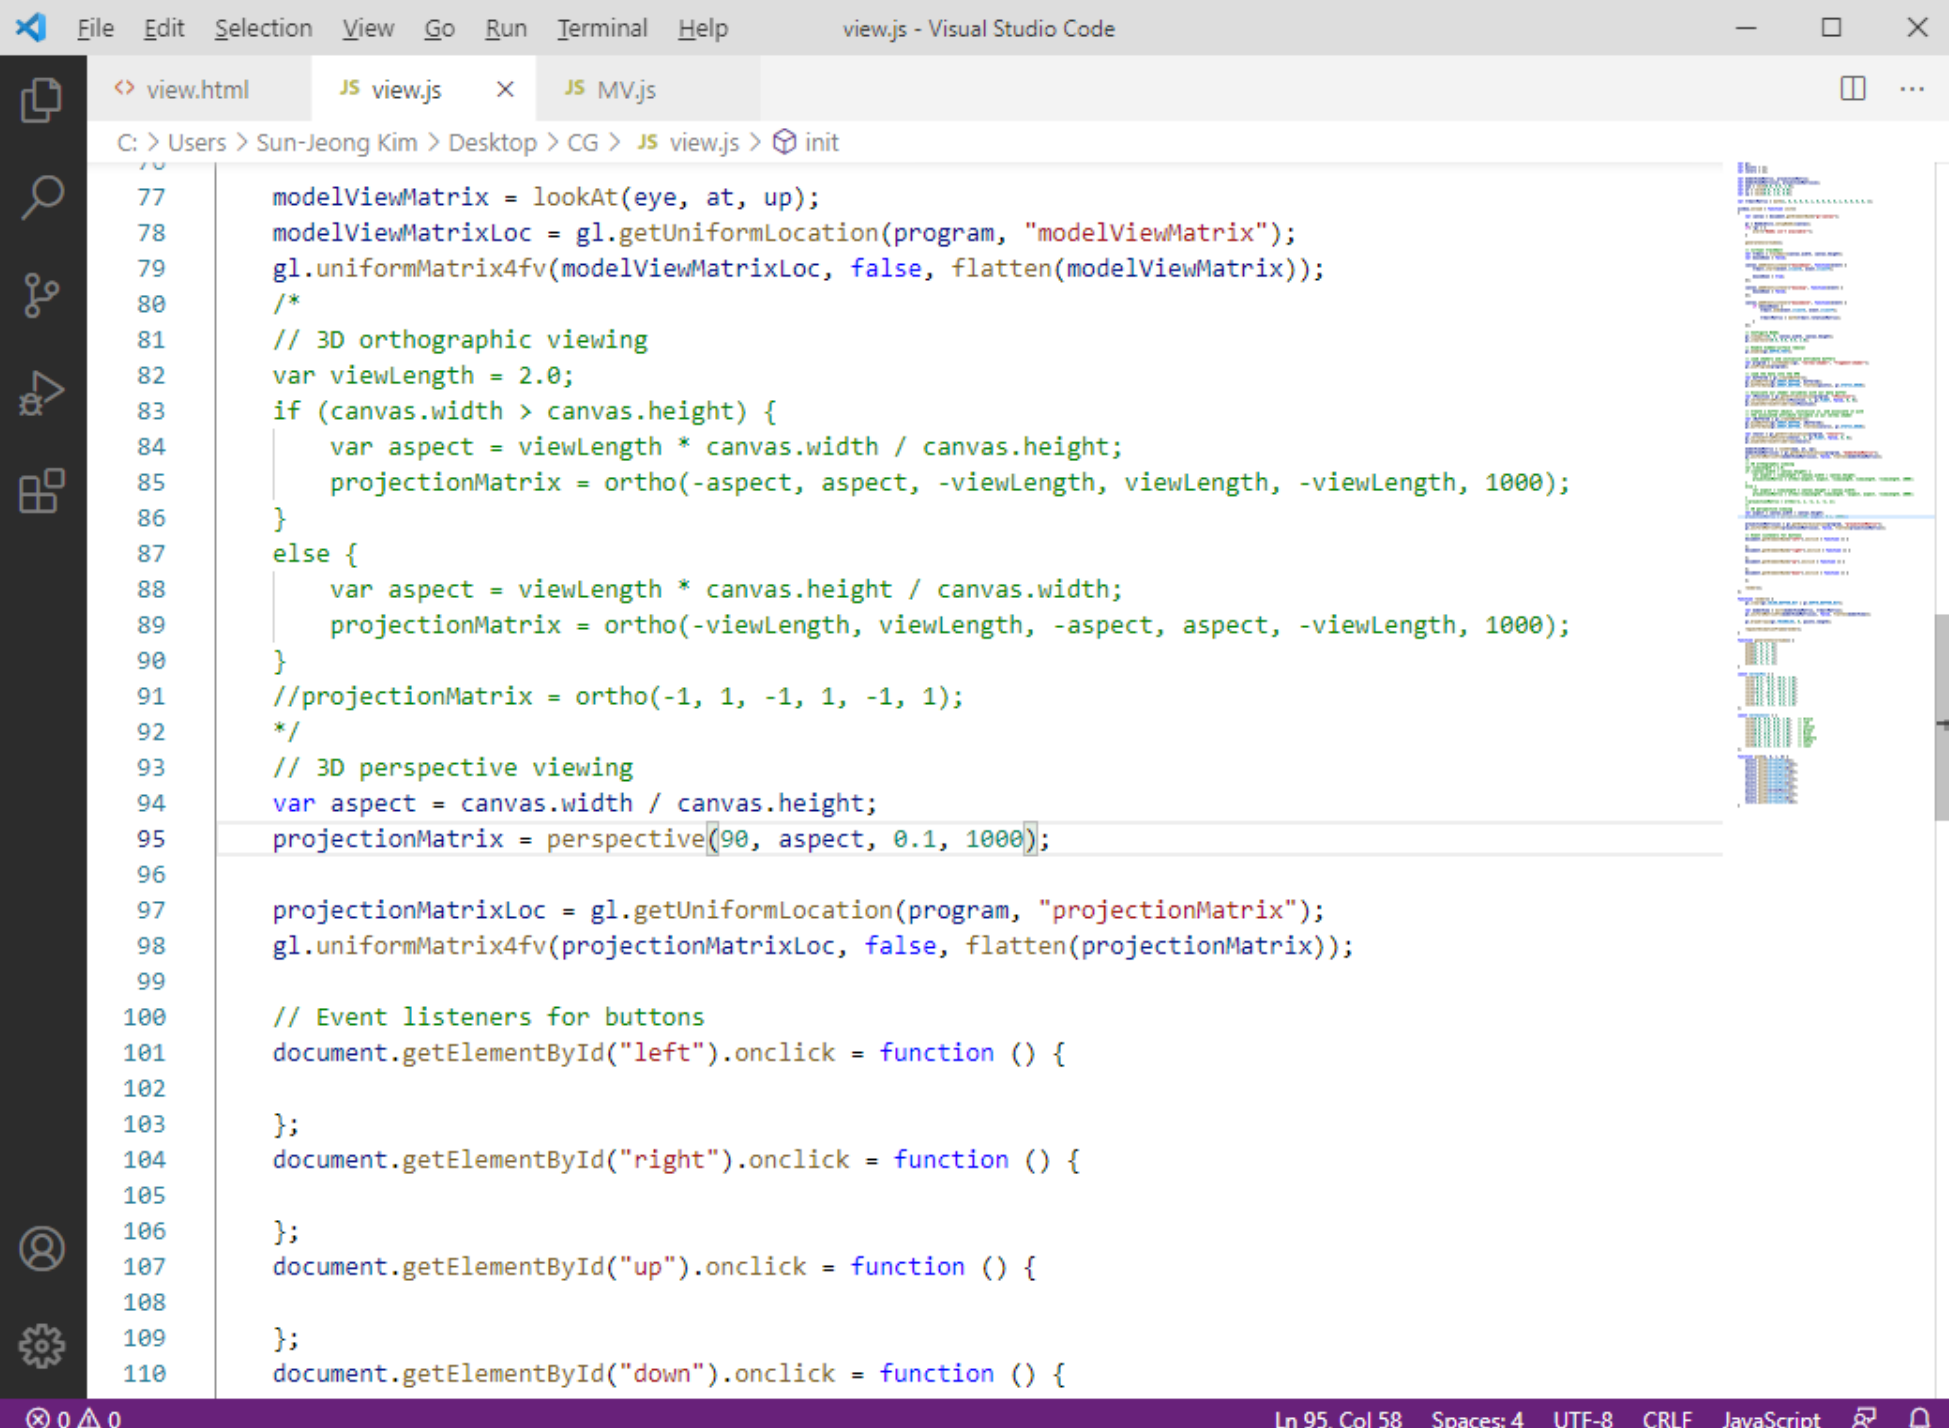 File Edit Selection View Go Run Terminal Help view.js - Visual Studio Code
view.html JS view.js JS MV.js
C: > Users > Sun-Jeong Kim > Desktop > CG > JS view.js > init
77 modelViewMatrix = lookAt(eye, at, up);
78 modelViewMatrixLoc = gl.getUniformLocation(program, "modelViewMatrix");
79 gl.uniformMatrix4fv(modelViewMatrixLoc, false, flatten(modelViewMatrix));
80 /*
81 // 3D orthographic viewing
82 var viewLength = 2.0;
83 if (canvas.width > canvas.height) {
84 var aspect = viewLength * canvas.width / canvas.height;
85 projectionMatrix = ortho(-aspect, aspect, -viewLength, viewLength, -viewLength, 1000);
86 }
87 else {
88 var aspect = viewLength * canvas.height / canvas.width;
89 projectionMatrix = ortho(-viewLength, viewLength, -aspect, aspect, -viewLength, 1000);
90 }
91 //projectionMatrix = ortho(-1, 1, -1, 1, -1, 1);
92 */
93 // 3D perspective viewing
94 var aspect = canvas.width / canvas.height;
95 projectionMatrix = perspective(90, aspect, 0.1, 1000);
96
97 projectionMatrixLoc = gl.getUniformLocation(program, "projectionMatrix");
98 gl.uniformMatrix4fv(projectionMatrixLoc, false, flatten(projectionMatrix));
99
100 // Event listeners for buttons
101 document.getElementById("left").onclick = function () {
102
103 };
104 document.getElementById("right").onclick = function () {
105
106 };
107 document.getElementById("up").onclick = function () {
108
109 };
110 document.getElementById("down").onclick = function () {
0 0 Ln 95, Col 58 Spaces: 4 UTF-8 CRLF JavaScript